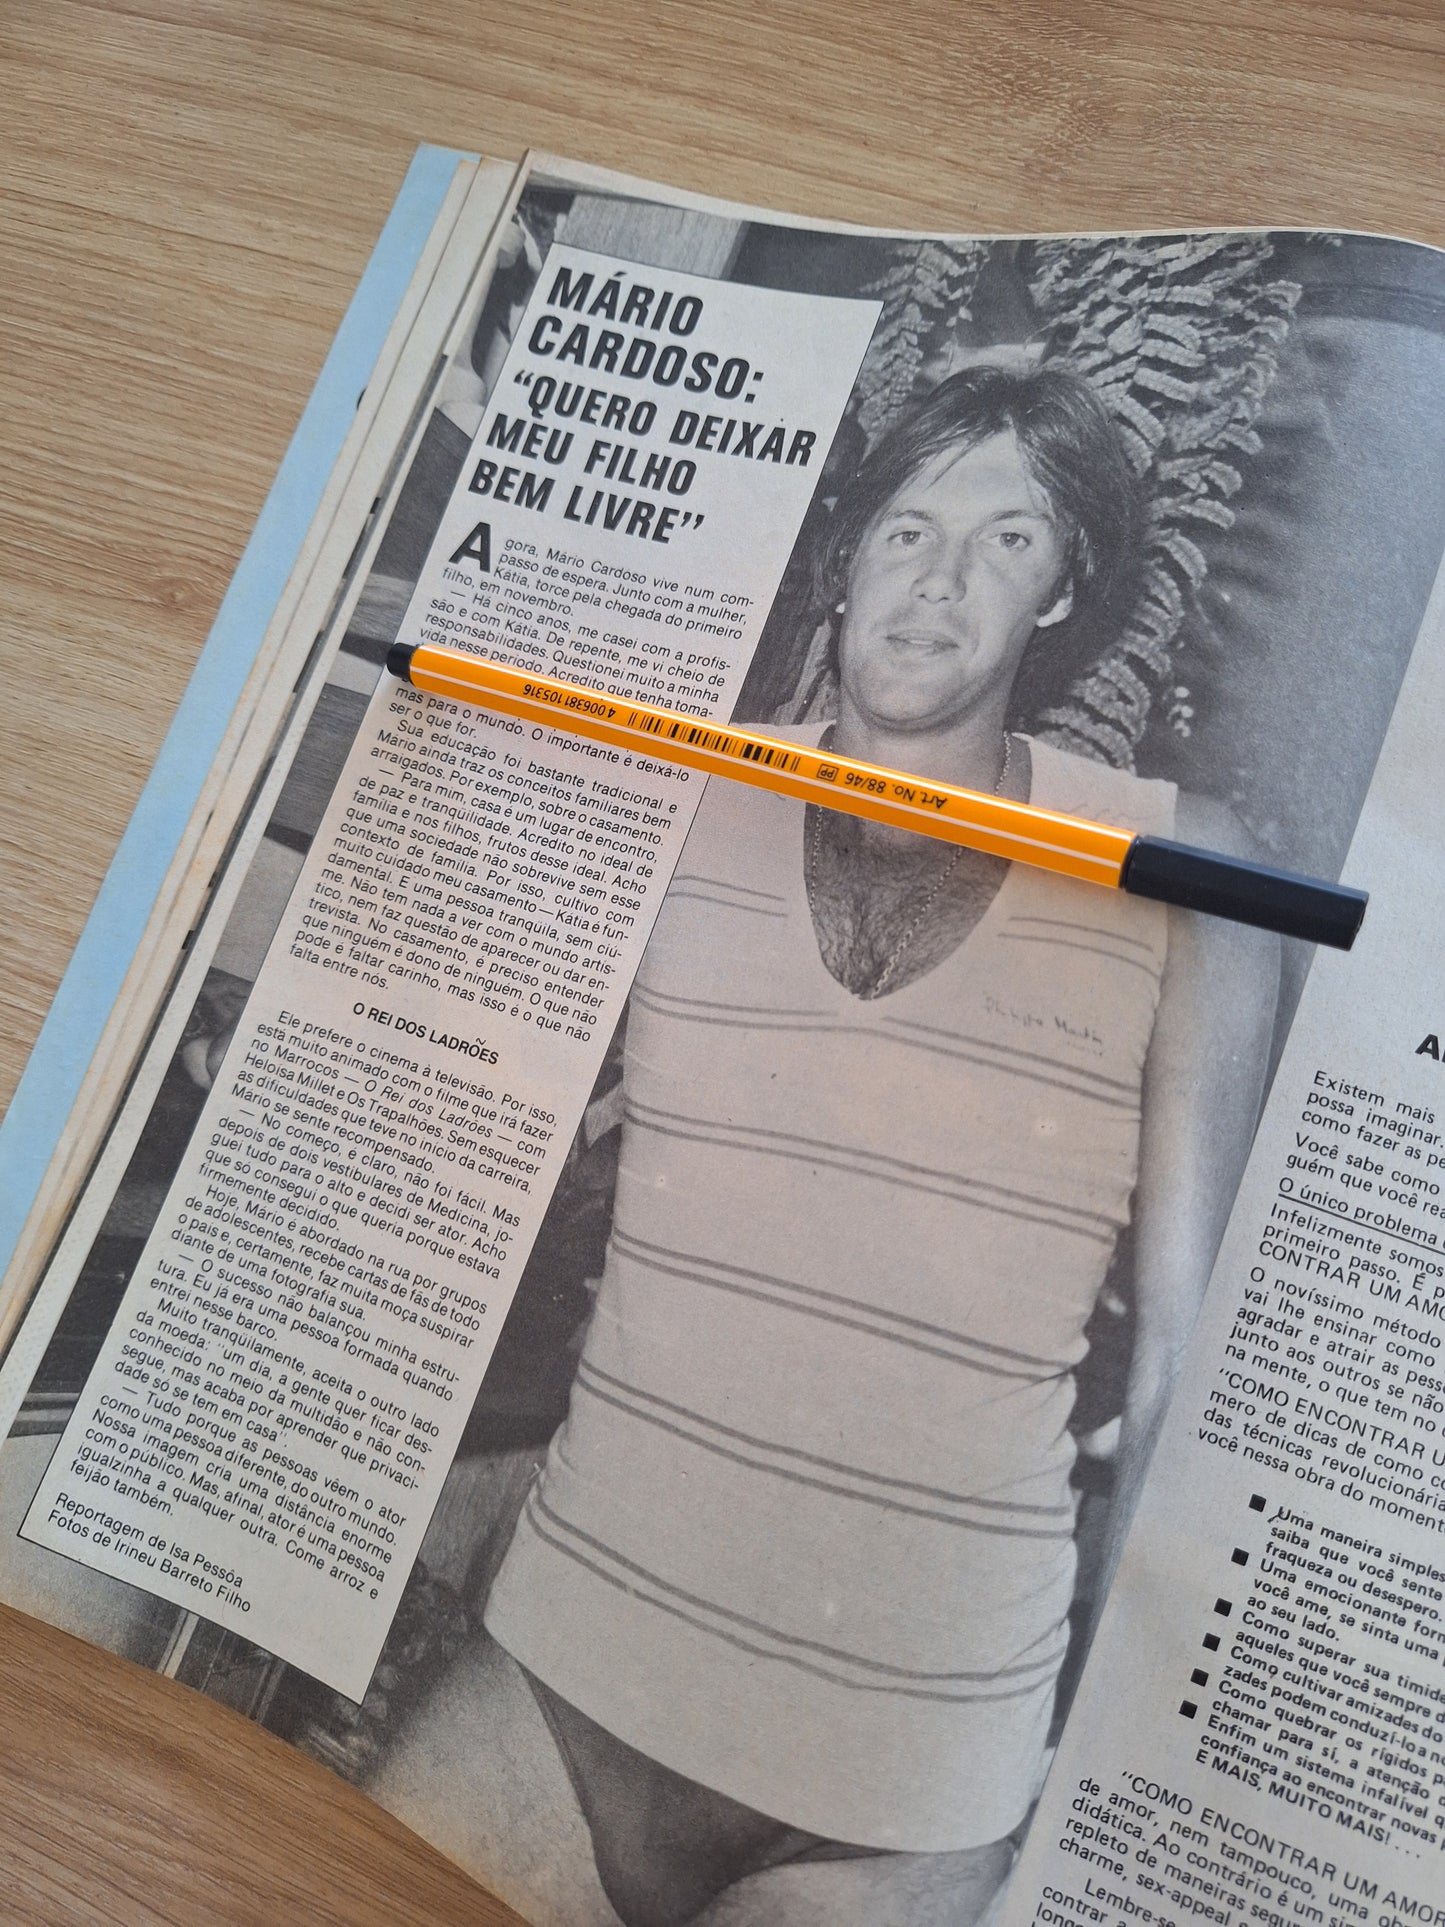 MÁRIO
CARDOSO:
“QUERO DEIXAR
MEU FILHO
BEM LIVRE”
Agora, Mário Cardoso vive num com-
passo de espera. Junto com a mulher,
Kátia, torce pela chegada do primeiro
filho, em novembro.
— Há cinco anos, me casei com a profis-
são e com Kátia. De repente, me vi cheio de
responsabilidades. Questionei muito a minha
vida nesse período. Acredito que tenha toma-
mas para o mundo. O importante é deixá-lo
ser o que for.
Sua educação foi bastante tradicional e
Mário ainda traz os conceitos familiares bem
arraigados. Por exemplo, sobre o casamento.
— Para mim, casa é um lugar de encontro,
de paz e tranqüilidade. Acredito no ideal de
família e nos filhos, frutos desse ideal. Acho
que uma sociedade não sobrevive sem esse
contexto de família. Por isso, cultivo com
muito cuidado meu casamento — Kátia é fun-
damental. E uma pessoa tranqüila, sem ciú-
me. Não tem nada a ver com o mundo artís-
tico, nem faz questão de aparecer ou dar en-
trevista. No casamento, é preciso entender
que ninguém é dono de ninguém. O que não
pode é faltar carinho, mas isso é o que não
falta entre nós.
O REI DOS LADRÕES
Ele prefere o cinema à televisão. Por isso,
está muito animado com o filme que irá fazer
no Marrocos — O Rei dos Ladrões — com
Heloísa Millet e Os Trapalhões. Sem esquecer
as dificuldades que teve no início da carreira,
Mário se sente recompensado.
— No começo, é claro, não foi fácil. Mas
depois de dois vestibulares de Medicina, jo-
guei tudo para o alto e decidi ser ator. Acho
que só consegui o que queria porque estava
firmemente decidido.
Hoje, Mário é abordado na rua por grupos
de adolescentes, recebe cartas de fãs de todo
o país e, certamente, faz muita moça suspirar
diante de uma fotografia sua.
— O sucesso não balançou minha estru-
tura. Eu já era uma pessoa formada quando
entrei nesse barco.
Muito tranqüilamente, aceita o outro lado
da moeda: “um dia, a gente quer ficar des-
conhecido no meio da multidão e não con-
segue, mas acaba por aprender que privaci-
dade só se tem em casa”.
— Tudo porque as pessoas vêem o ator
como uma pessoa diferente, do outro mundo.
Nossa imagem cria uma distância enorme
com o público. Mas, afinal, ator é uma pessoa
igualzinha a qualquer outra. Come arroz e
feijão também.
Reportagem de Isa Pessôa
Fotos de Irineu Barreto Filho
4 006381 105316
Art. No. 88/46 PP
Existem mais
possa imaginar.
como fazer as
Você sabe como
guém que você
O único problema
Infelizmente somos
primeiro passo. É
CONTRAR UM
O novíssimo método
vai lhe ensinar como
agradar e atrair as
junto aos outros se não
na mente, o que tem no
“COMO ENCONTRAR
mero de dicas de como
das técnicas
você nessa obra do
■ Uma maneira
saiba que você sente
fraqueza ou desespero.
■ Uma emocionante
você ame, se sinta uma
ao seu lado.
■ Como superar sua
aqueles que você sempre
■ Como cultivar amizades
zades podem conduzí-lo a
■ Como quebrar os rígidos
chamar para sí, a atenção
■ Enfim um sistema infalível
confiança ao encontrar novas
E MAIS, MUITO MAIS! ...
“COMO ENCONTRAR UM
de amor, nem tampouco, uma
didática. Ao contrário é um
repleto de maneiras
charme, sex-appeal
contrar